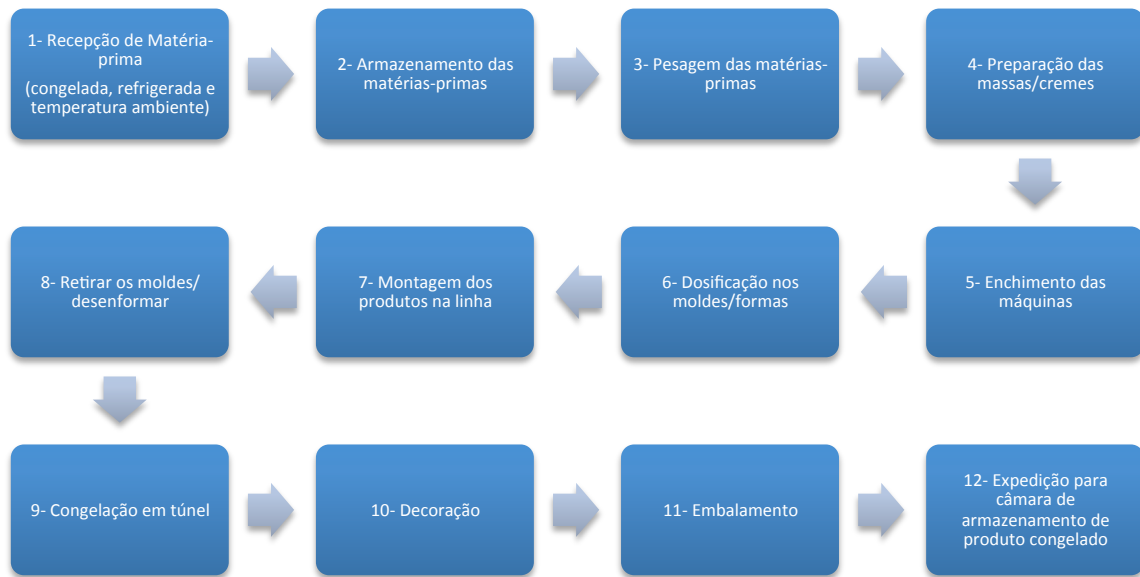 1- Recepção de Matéria-
prima
(congelada, refrigerada e
temperatura ambiente)
2- Armazenamento das
matérias-primas
3- Pesagem das matérias-
primas
4- Preparação das
massas/cremes
5- Enchimento das
máquinas
6- Dosificação nos
moldes/formas
7- Montagem dos
produtos na linha
8- Retirar os moldes/
desenformar
9- Congelação em túnel
10- Decoração
11- Embalamento
12- Expedição para
câmara de
armazenamento de
produto congelado